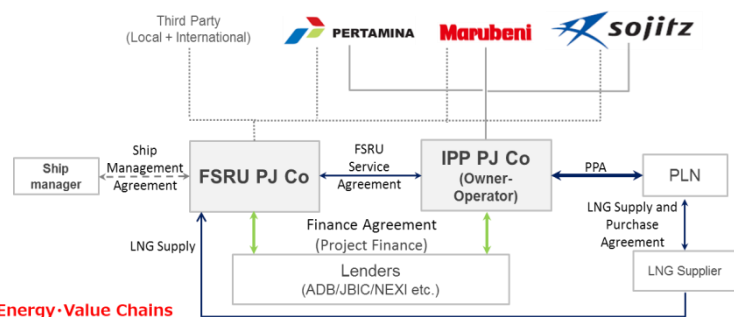 Third Party
(Local + International)
PERTAMINA
Marubeni
sojitz
Ship
Management
Agreement
FSRU
Service
Agreement
IPP PJ Co
(Owner-
Operator)
Ship
manager
FSRU PJ Co
PPA
PLN
LNG Supply
Finance Agreement
(Project Finance)
LNG Supply and
Purchase
Agreement
Lenders
(ADB/JBIC/NEXI etc.)
LNG Supplier
Energy・Value Chains